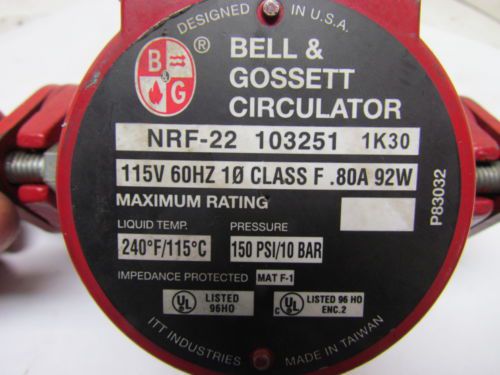 DESIGNED IN U.S.A.
B & G ®
BELL &
GOSSETT
CIRCULATOR
NRF-22 103251 1K30
115V 60HZ 1Ø CLASS F .80A 92W
MAXIMUM RATING
LIQUID TEMP. PRESSURE
240°F/115°C 150 PSI/10 BAR
IMPEDANCE PROTECTED MAT F-1
UL LISTED
96HO
C UL LISTED 96 HO
ENC.2
ITT INDUSTRIES MADE IN TAIWAN
P83032